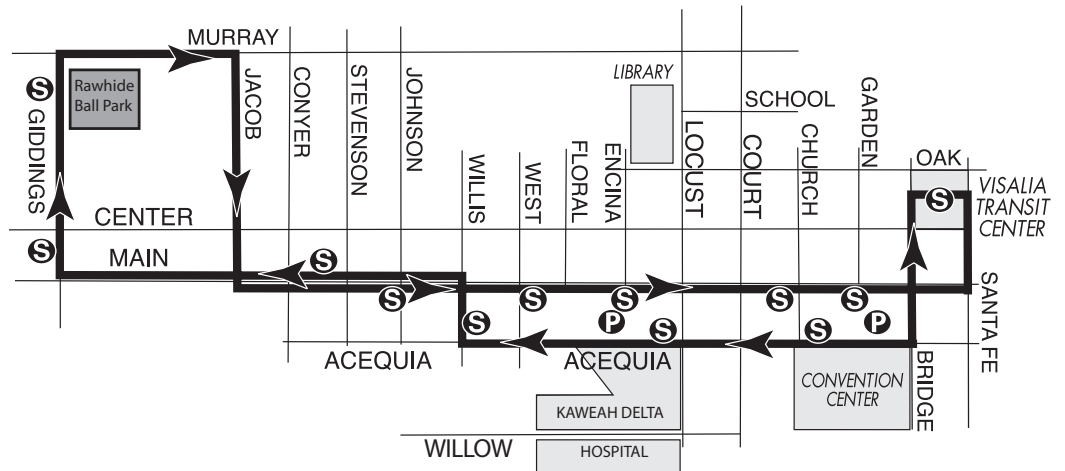 MURRAY
S
Rawhide
Ball Park
GIDDINGS
JACOB
CONYER
STEVENSON
JOHNSON
LIBRARY
SCHOOL
WILLIS
WEST
FLORAL
ENCINA
LOCUST
COURT
CHURCH
GARDEN
OAK
S
VISALIA
TRANSIT
CENTER
CENTER
S
MAIN
S
S
S
S
S
S
SANTA FE
S
P
S
S
P
ACEQUIA
ACEQUIA
CONVENTION
CENTER
BRIDGE
KAWEAH DELTA
WILLOW
HOSPITAL